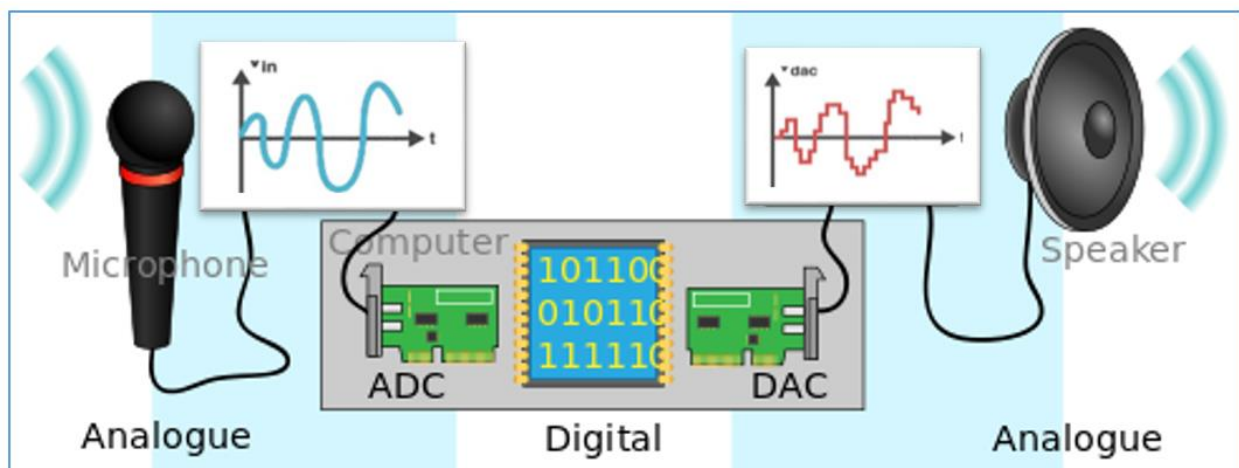 ▾in
t
▾dac
t
Computer
Microphone
Speaker
101100
010110
111110
ADC
DAC
Analogue
Digital
Analogue